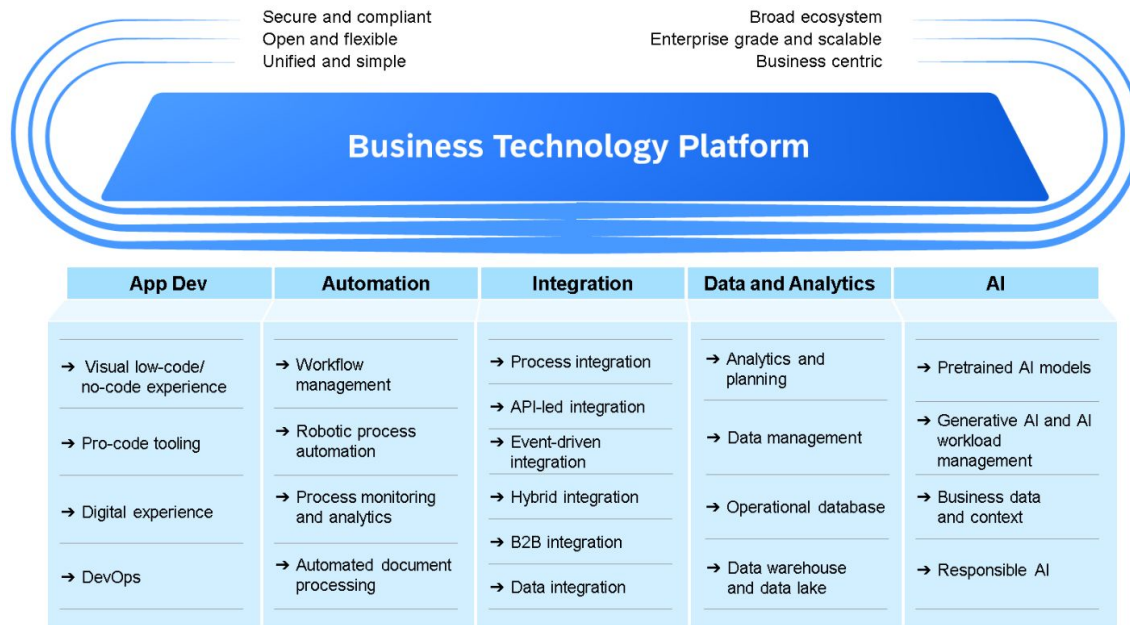 Secure and compliant
Open and flexible
Unified and simple
Broad ecosystem
Enterprise grade and scalable
Business centric
Business Technology Platform
App Dev
➔ Visual low-code/
no-code experience
➔ Pro-code tooling
➔ Digital experience
➔ DevOps
Automation
➔ Workflow
management
➔ Robotic process
automation
➔ Process monitoring
and analytics
➔ Automated document
processing
Integration
➔ Process integration
➔ API-led integration
➔ Event-driven
integration
➔ Hybrid integration
➔ B2B integration
➔ Data integration
Data and Analytics
➔ Analytics and
planning
➔ Data management
➔ Operational database
➔ Data warehouse
and data lake
AI
➔ Pretrained AI models
➔ Generative AI and AI
workload
management
➔ Business data
and context
➔ Responsible AI